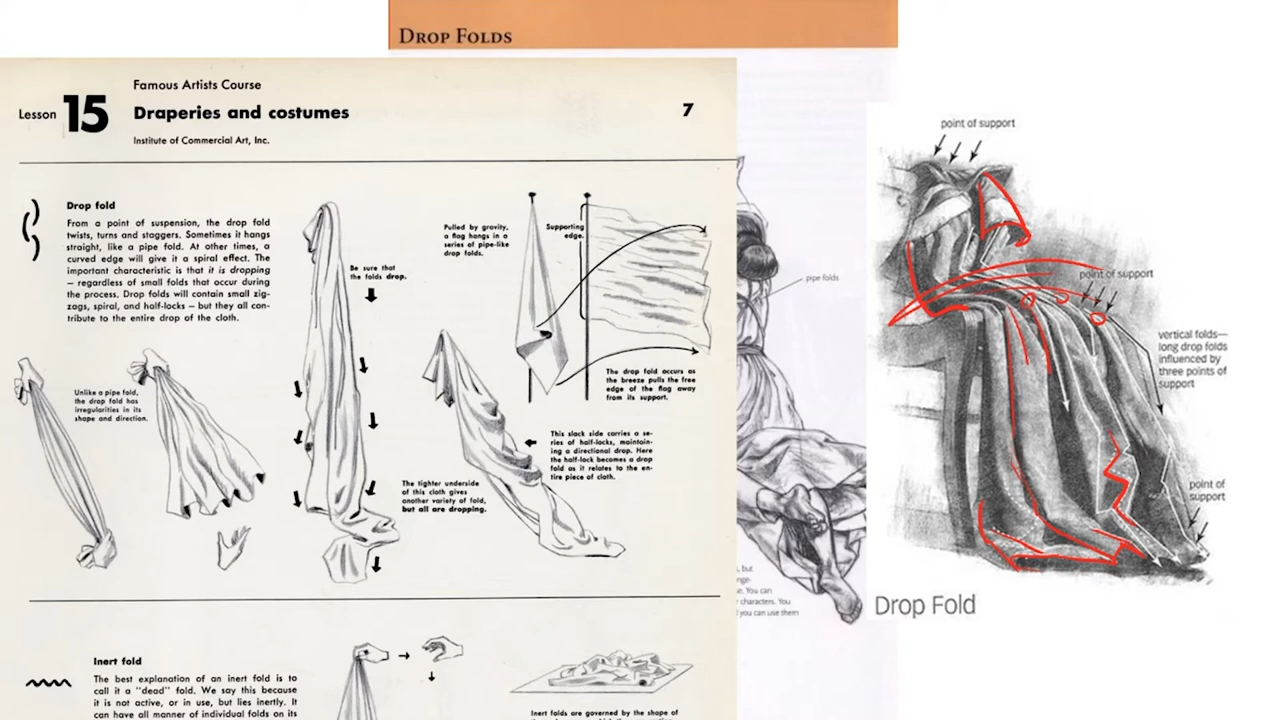 DROP FOLDS
Famous Artists Course
Lesson 15 Draperies and costumes 7
Institute of Commercial Art, Inc.
Drop fold
From a point of suspension, the drop fold
twists, turns and staggers. Sometimes it hangs
straight, like a pipe fold. At other times, a
curved edge will give it a spiral effect. The
important characteristic is that it is dropping
– regardless of small folds that occur during
the process. Drop folds will contain small zig-
zags, spiral, and half-locks – but they all con-
tribute to the entire drop of the cloth.
Unlike a pipe fold,
the drop fold has
irregularities in its
shape and direction.
Be sure that
the folds drop.
Pulled by gravity,
a flag hangs in a
series of pipe-like
drop folds.
Supporting
edge.
The drop fold occurs as
the breeze pulls the free
edge of the flag away
from its support.
This slack side carries a se-
ries of half-locks, maintain-
ing a directional drop. Here
the half-lock becomes a drop
fold as it relates to the en-
tire piece of cloth.
The tighter underside
of this cloth gives
another variety of fold,
but all are dropping.
Inert fold
The best explanation of an inert fold is to
call it a "dead" fold. We say this because
it is not active, or in use, but lies inertly. It
can have all manner of individual folds on its
Inert folds are governed by the shape of
pipe folds
, but
nge-
e. You can
characters. You
you can use them
point of support
point of support
vertical folds—
long drop folds
influenced by
three points of
support
point of
support
Drop Fold